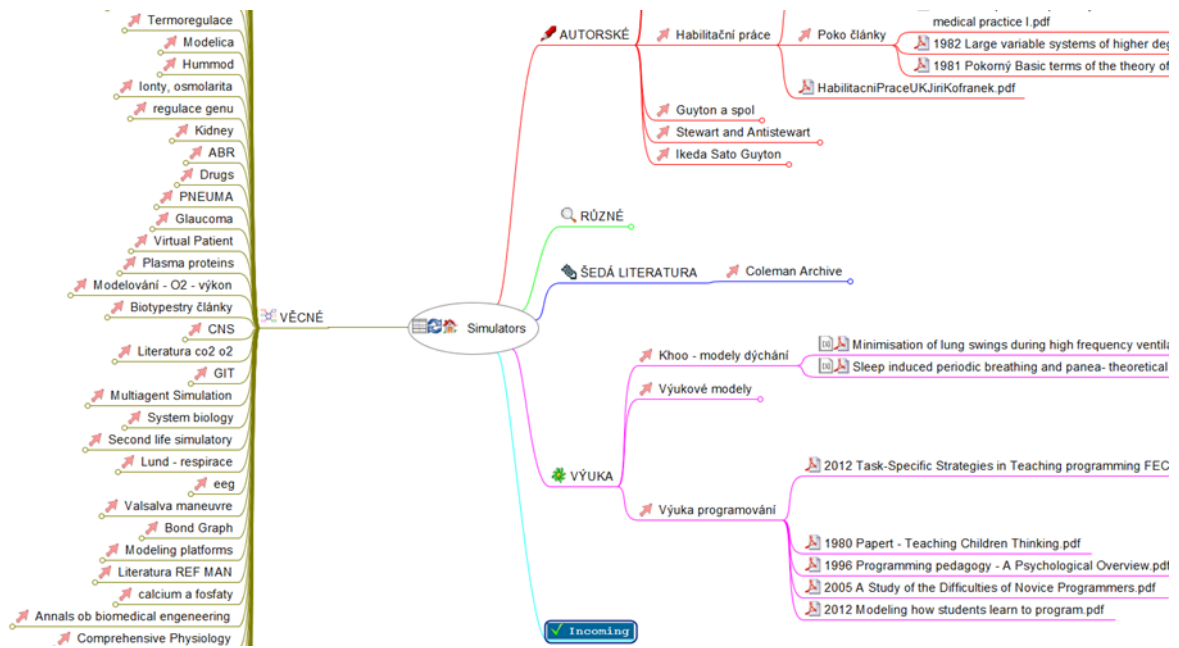 Termoregulace
Modelica
Hummod
Ionty, osmolarita
regulace genu
Kidney
ABR
Drugs
PNEUMA
Glaucoma
Virtual Patient
Plasma proteins
Modelování - O2 - výkon
Biotypestry články
CNS
Literatura co2 o2
GIT
Multiagent Simulation
System biology
Second life simulatory
Lund - respirace
eeg
Valsalva maneuvre
Bond Graph
Modeling platforms
Literatura REF MAN
calcium a fosfaty
Annals ob biomedical engeneering
Comprehensive Physiology
VĚCNÉ
Simulators
AUTORSKÉ
Habilitační práce
Poko články
medical practice I.pdf
1982 Large variable systems of higher deg
1981 Pokorný Basic terms of the theory of
HabilitacniPraceUKJiriKofranek.pdf
Guyton a spol
Stewart and Antistewart
Ikeda Sato Guyton
RŮZNÉ
ŠEDÁ LITERATURA
Coleman Archive
VÝUKA
Khoo - modely dýchání
Minimisation of lung swings during high frequency ventila
Sleep induced periodic breathing and panea- theoretical
Výukové modely
Výuka programování
2012 Task-Specific Strategies in Teaching programming FEC
1980 Papert - Teaching Children Thinking.pdf
1996 Programming pedagogy - A Psychological Overview.pdf
2005 A Study of the Difficulties of Novice Programmers.pdf
2012 Modeling how students learn to program.pdf
Incoming